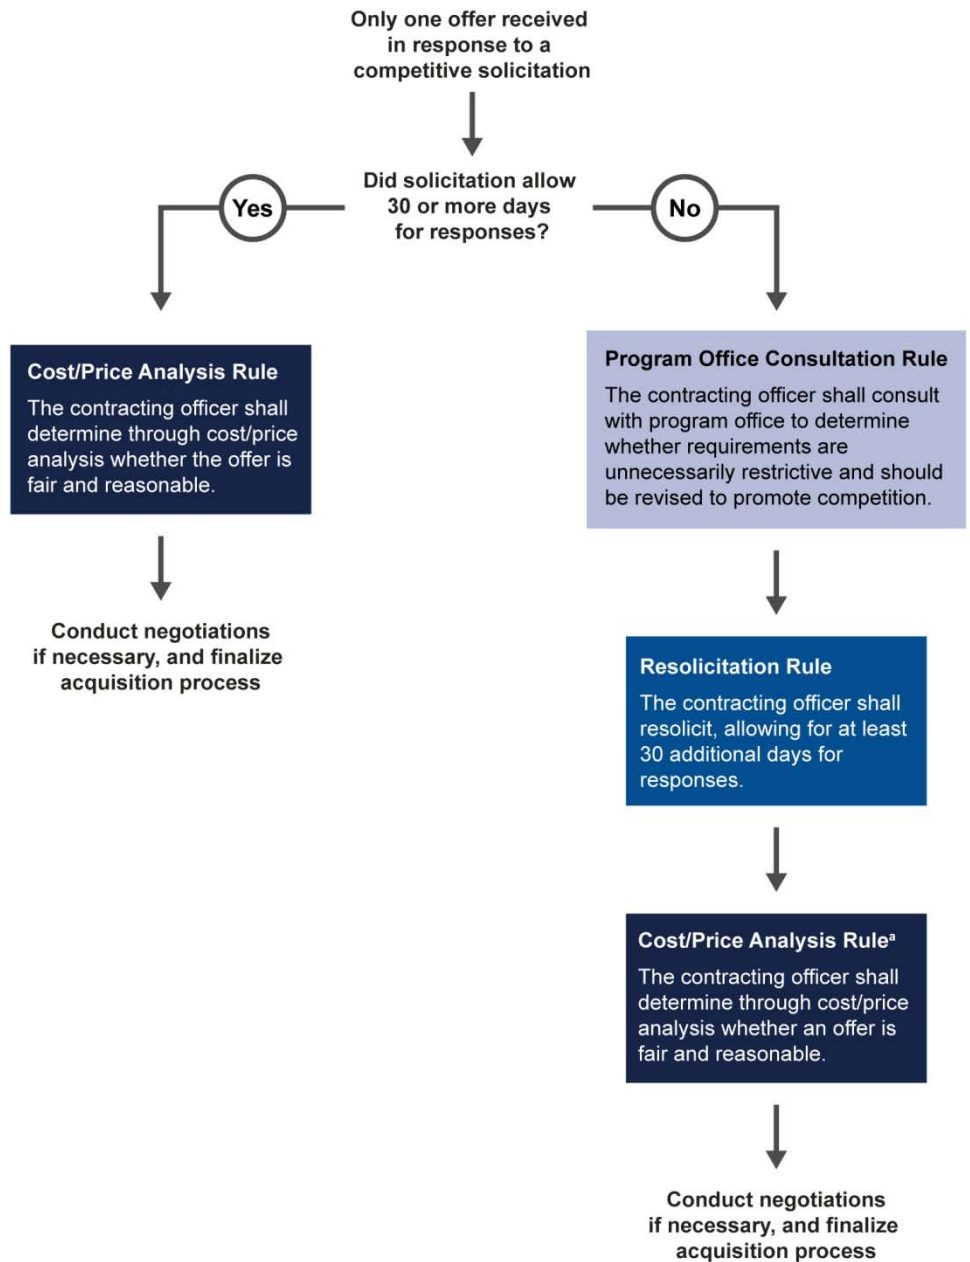 Only one offer received
in response to a
competitive solicitation
Did solicitation allow
30 or more days
for responses?
Yes
No
Cost/Price Analysis Rule
The contracting officer shall
determine through cost/price
analysis whether the offer is
fair and reasonable.
Conduct negotiations
if necessary, and finalize
acquisition process
Program Office Consultation Rule
The contracting officer shall consult
with program office to determine
whether requirements are
unnecessarily restrictive and should
be revised to promote competition.
Resolicitation Rule
The contracting officer shall
resolicit, allowing for at least
30 additional days for
responses.
Cost/Price Analysis Ruleᵃ
The contracting officer shall
determine through cost/price
analysis whether an offer is
fair and reasonable.
Conduct negotiations
if necessary, and finalize
acquisition process